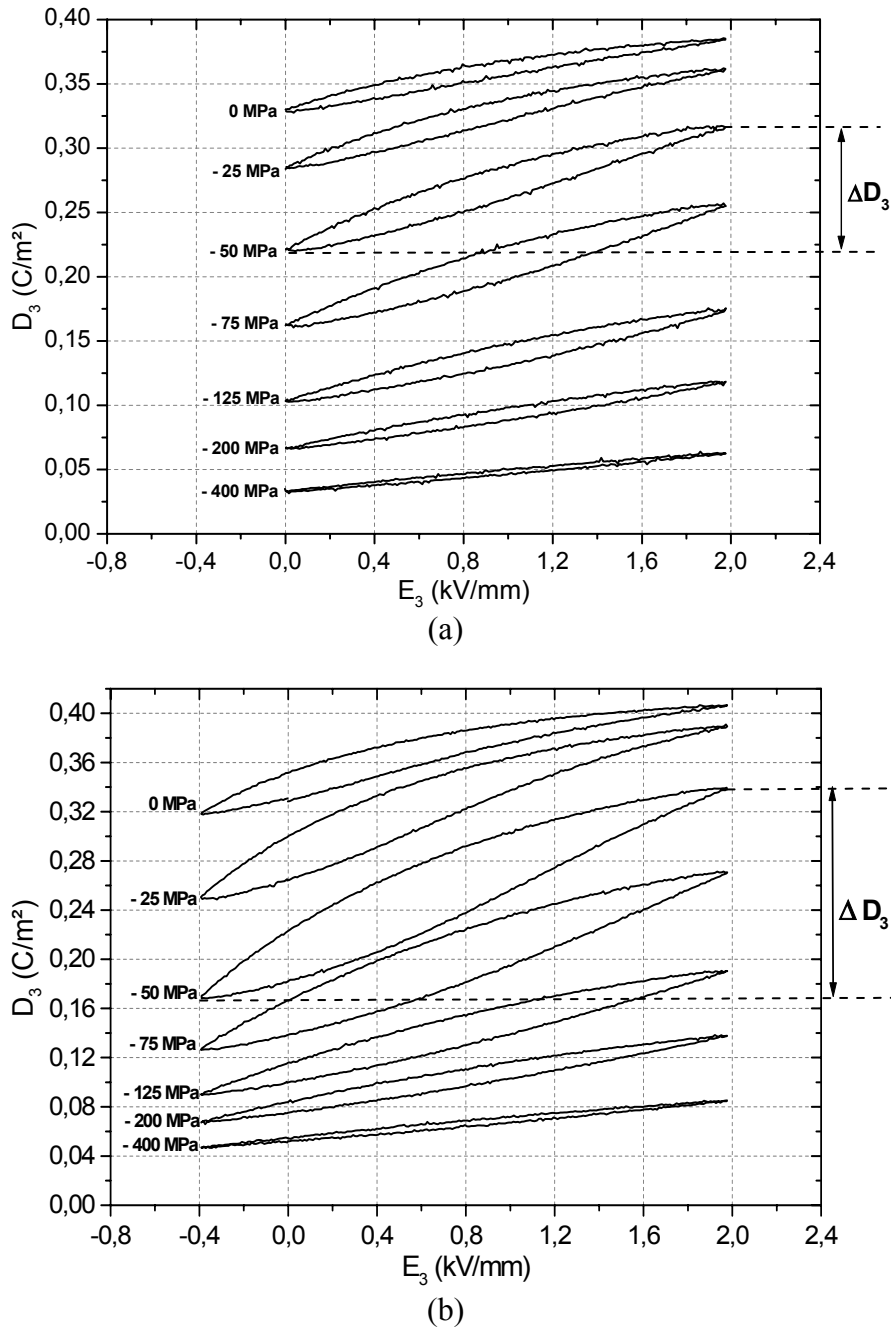 0,40
0,35
0,30
0,25
0,20
0,15
0,10
0,05
0,00
D₃ (C/m²)
0 MPa
- 25 MPa
- 50 MPa
- 75 MPa
- 125 MPa
- 200 MPa
- 400 MPa
ΔD₃
-0,8 -0,4 0,0 0,4 0,8 1,2 1,6 2,0 2,4
E₃ (kV/mm)
(a)
0,40
0,36
0,32
0,28
0,24
0,20
0,16
0,12
0,08
0,04
0,00
D₃ (C/m²)
0 MPa
- 25 MPa
- 50 MPa
- 75 MPa
- 125 MPa
- 200 MPa
- 400 MPa
Δ D₃
-0,8 -0,4 0,0 0,4 0,8 1,2 1,6 2,0 2,4
E₃ (kV/mm)
(b)